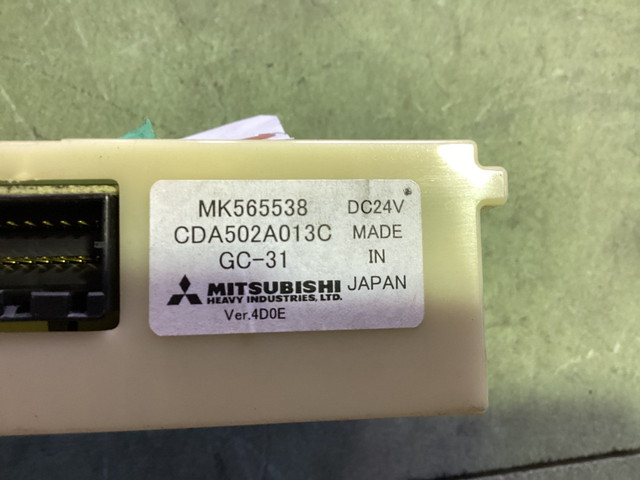 MK565538 DC24V
CDA502A013C MADE
GC-31 IN
MITSUBISHI JAPAN
HEAVY INDUSTRIES, LTD.
Ver.4D0E